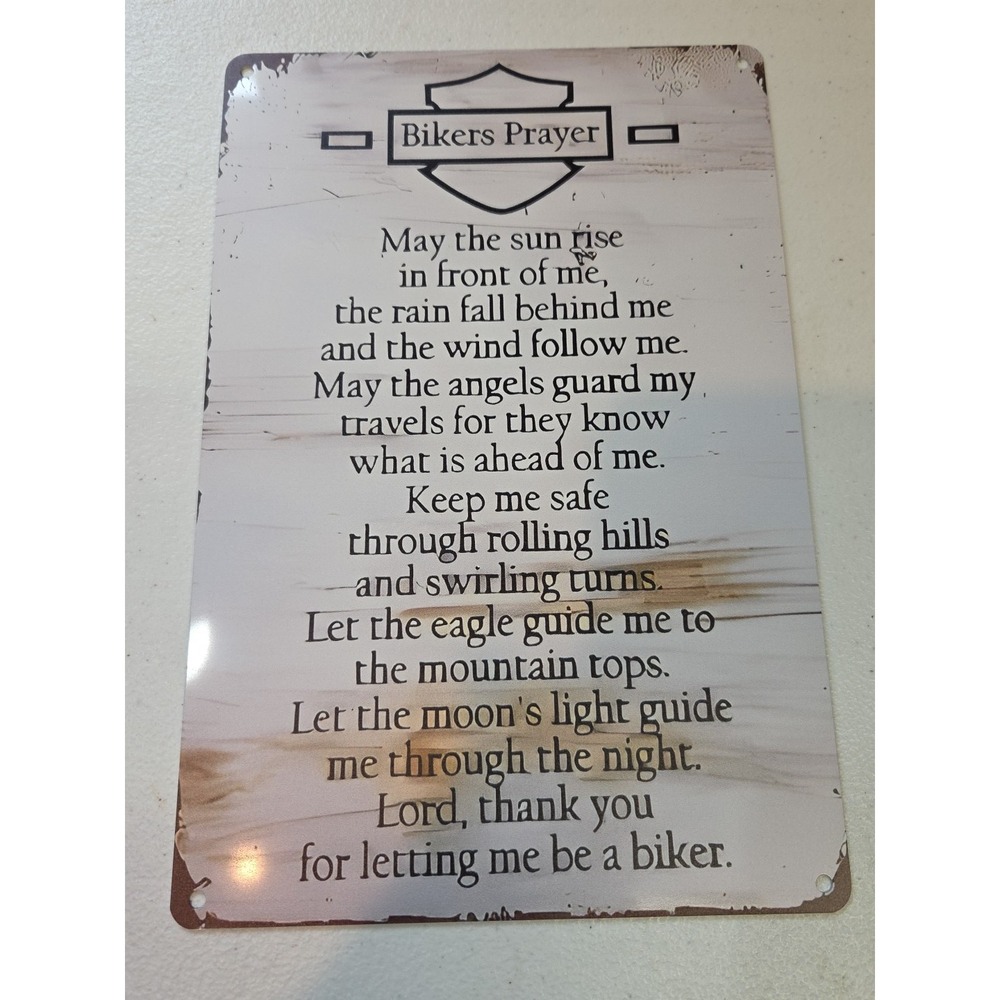 Bikers Prayer
May the sun rise
in front of me,
the rain fall behind me
and the wind follow me.
May the angels guard my
travels for they know
what is ahead of me.
Keep me safe
through rolling hills
and swirling turns.
Let the eagle guide me to
the mountain tops.
Let the moon's light guide
me through the night.
Lord, thank you
for letting me be a biker.